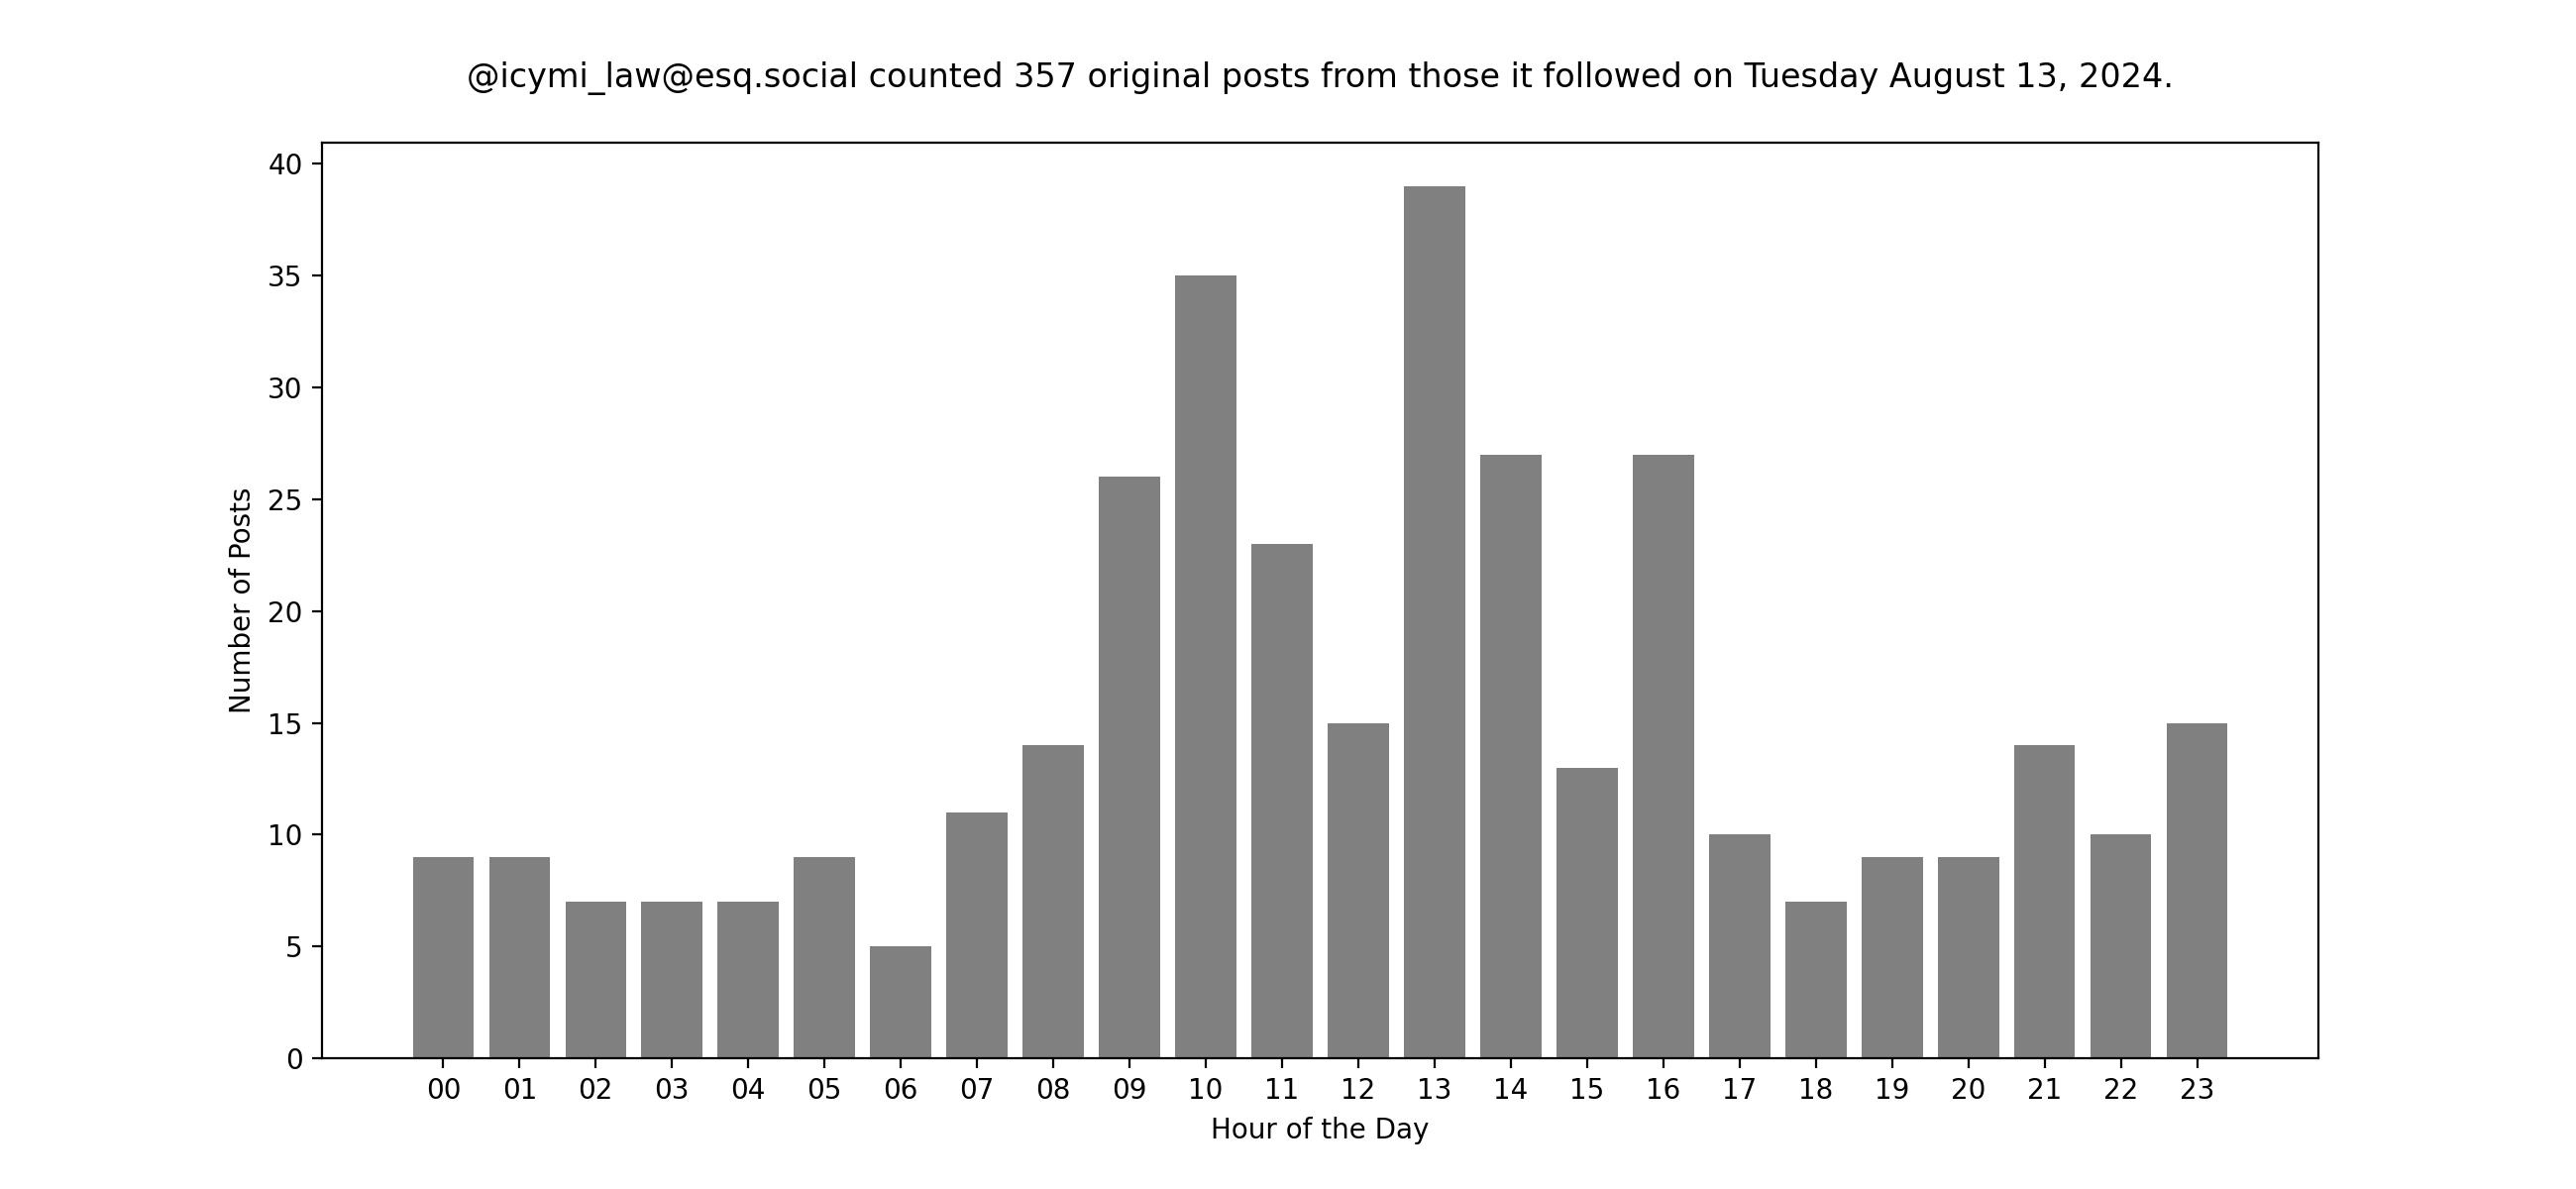 @icymi_law@esq.social counted 357 original posts from those it followed on Tuesday August 13, 2024.
40
35
30
25
20
15
10
5
0
Number of Posts
00 01 02 03 04 05 06 07 08 09 10 11 12 13 14 15 16 17 18 19 20 21 22 23
Hour of the Day